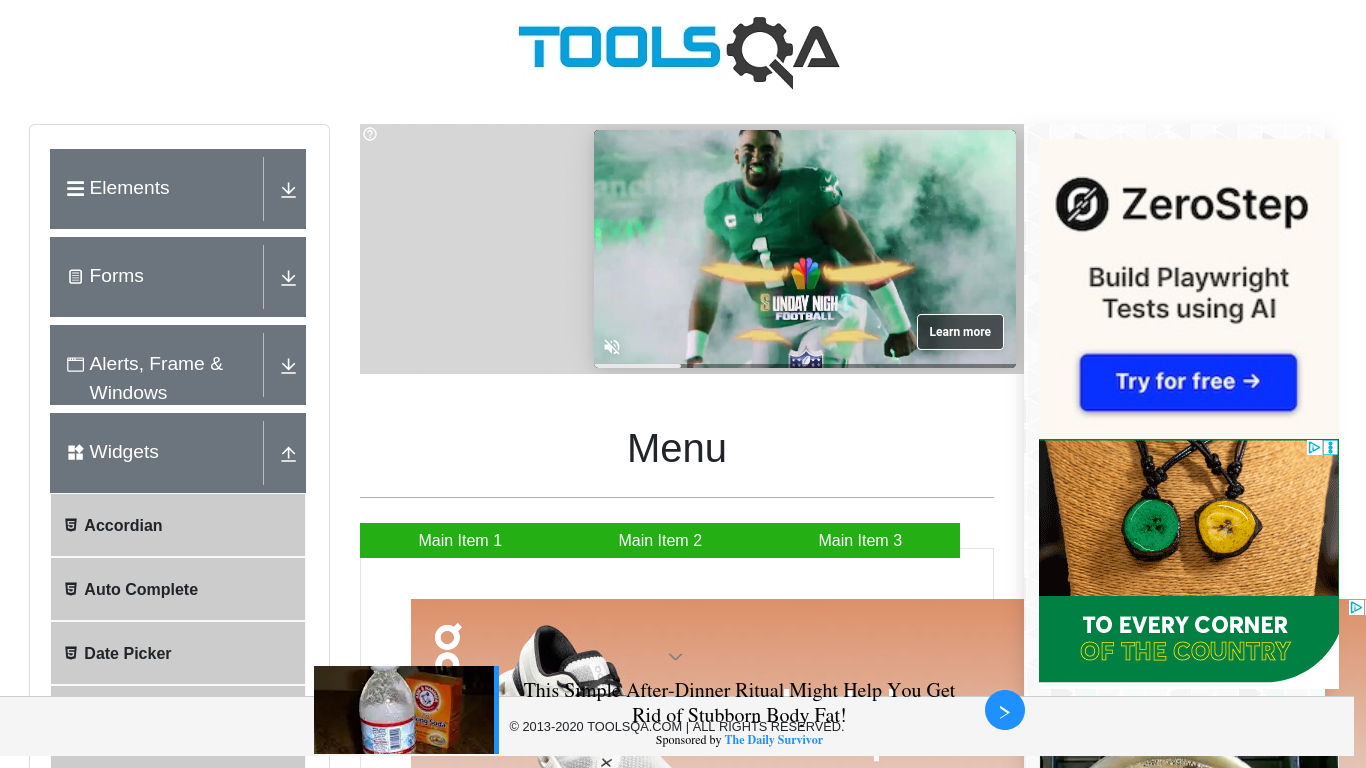 TOOLSQA
Elements
Forms
Alerts, Frame &
Windows
Widgets
Accordian
Auto Complete
Date Picker
1
SUNDAY NIGHT
FOOTBALL
Learn more
Menu
Main Item 1
Main Item 2
Main Item 3
ZeroStep
Build Playwright
Tests using AI
Try for free →
TO EVERY CORNER
OF THE COUNTRY
This Simple After-Dinner Ritual Might Help You Get
Rid of Stubborn Body Fat!
© 2013-2020 TOOLSQA.COM | ALL RIGHTS RESERVED.
Sponsored by The Daily Survivor